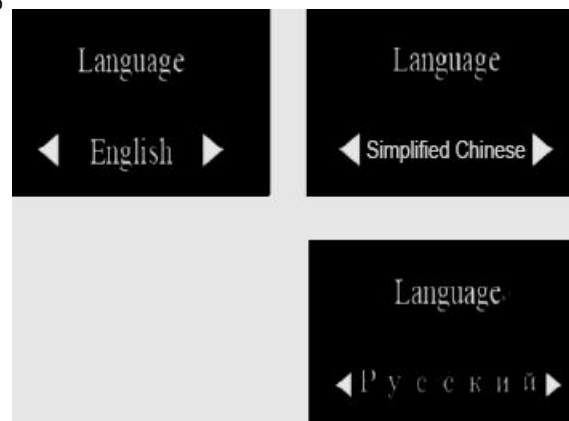 Language
English
Language
Simplified Chinese
Language
Русский